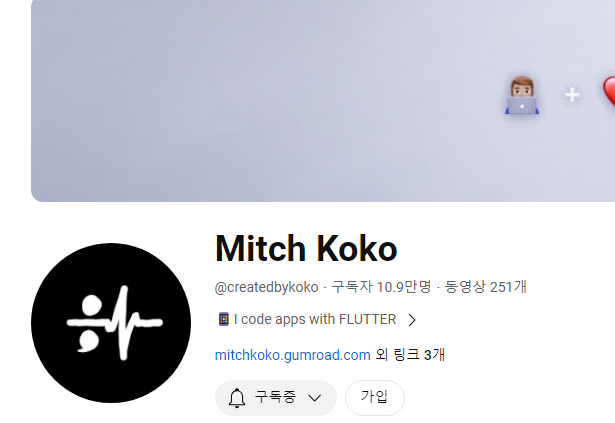 Mitch Koko
@createdbykoko · 구독자 10.9만명 · 동영상 251개
I code apps with FLUTTER
mitchkoko.gumroad.com 외 링크 3개
구독중 가입